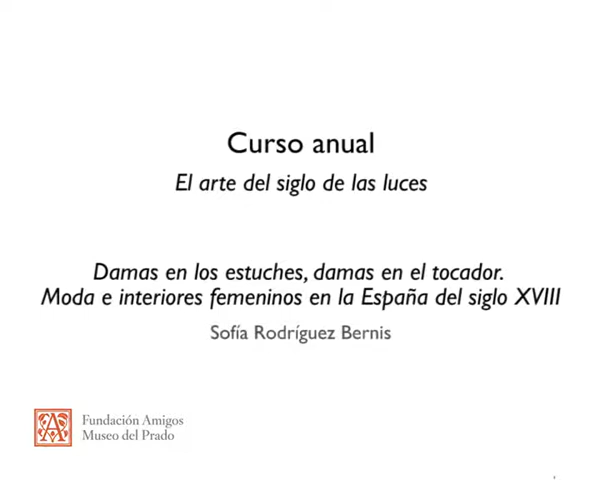 Curso anual
El arte del siglo de las luces
Damas en los estuches, damas en el tocador.
Moda e interiores femeninos en la España del siglo XVIII
Sofía Rodríguez Bernis
Fundación Amigos
Museo del Prado